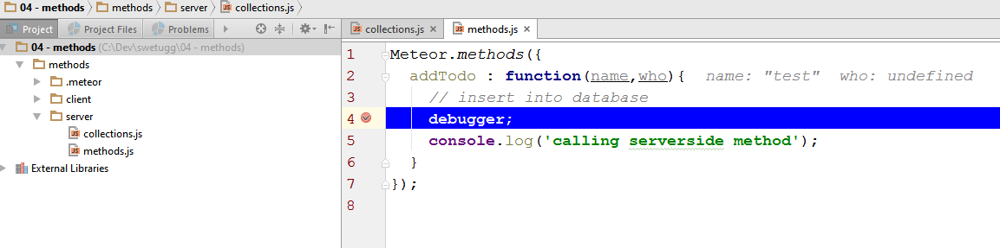 04 - methods methods server collections.js
Project Project Files Problems
04 - methods (C:\Dev\swetugg\04 - methods)
methods
.meteor
client
server
collections.js
methods.js
External Libraries
collections.js methods.js
1 Meteor.methods({
2 addTodo : function(name,who){ name: "test" who: undefined
3 // insert into database
4 debugger;
5 console.log('calling serverside method');
6 }
7 });
8